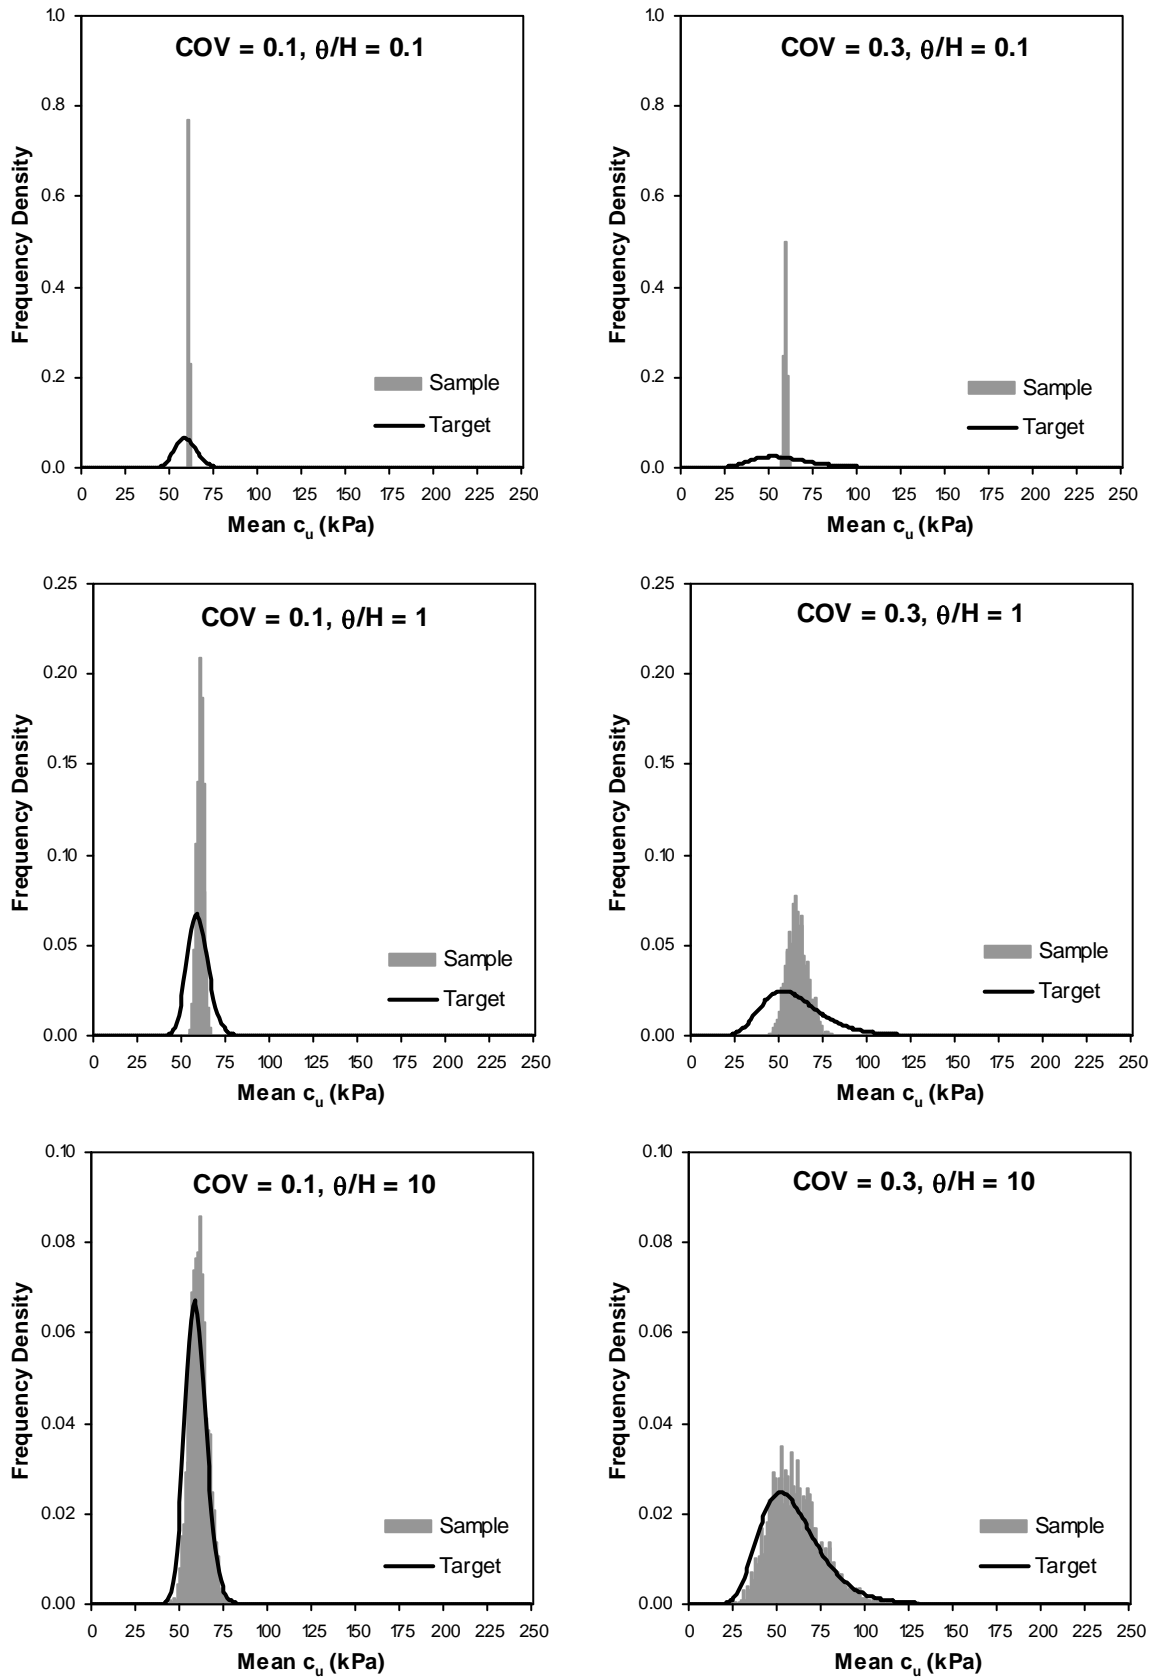 COV = 0.1, θ/H = 0.1
Frequency Density
1.0
0.8
0.6
0.4
0.2
0.0
Sample
Target
0 25 50 75 100 125 150 175 200 225 250
Mean cu (kPa)
COV = 0.3, θ/H = 0.1
Frequency Density
1.0
0.8
0.6
0.4
0.2
0.0
Sample
Target
0 25 50 75 100 125 150 175 200 225 250
Mean cu (kPa)
COV = 0.1, θ/H = 1
Frequency Density
0.25
0.20
0.15
0.10
0.05
0.00
Sample
Target
0 25 50 75 100 125 150 175 200 225 250
Mean cu (kPa)
COV = 0.3, θ/H = 1
Frequency Density
0.25
0.20
0.15
0.10
0.05
0.00
Sample
Target
0 25 50 75 100 125 150 175 200 225 250
Mean cu (kPa)
COV = 0.1, θ/H = 10
Frequency Density
0.10
0.08
0.06
0.04
0.02
0.00
Sample
Target
0 25 50 75 100 125 150 175 200 225 250
Mean cu (kPa)
COV = 0.3, θ/H = 10
Frequency Density
0.10
0.08
0.06
0.04
0.02
0.00
Sample
Target
0 25 50 75 100 125 150 175 200 225 250
Mean cu (kPa)